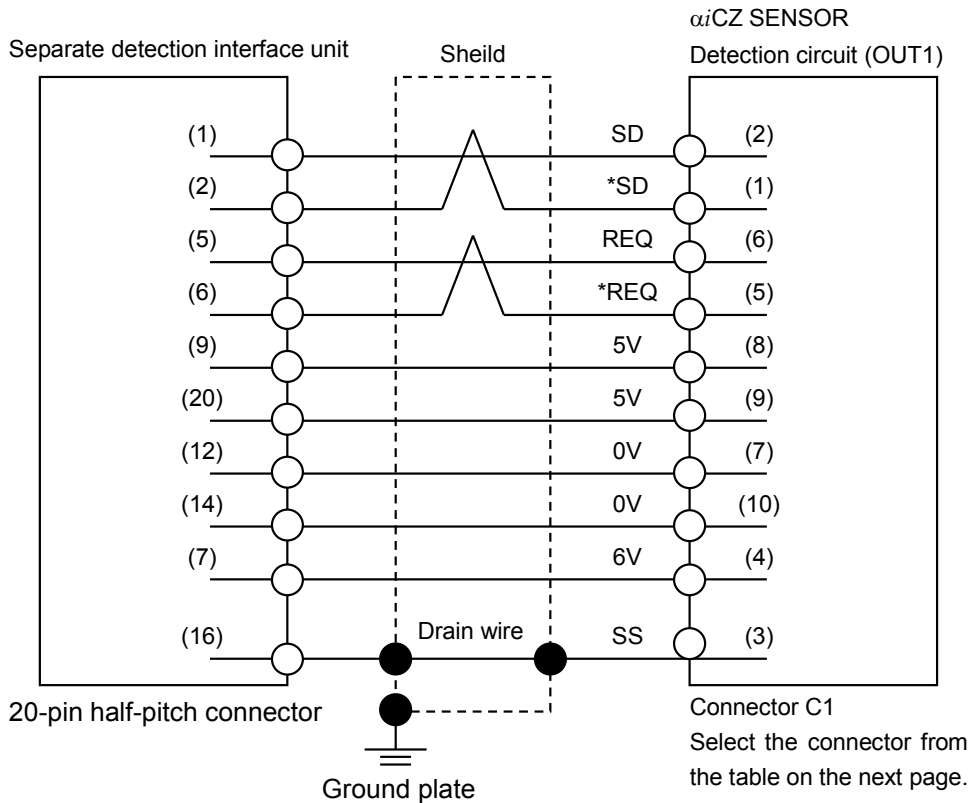 αiCZ SENSOR
Separate detection interface unit
Sheild
Detection circuit (OUT1)
(1) SD (2)
(2) *SD (1)
(5) REQ (6)
(6) *REQ (5)
(9) 5V (8)
(20) 5V (9)
(12) 0V (7)
(14) 0V (10)
(7) 6V (4)
(16) Drain wire SS (3)
20-pin half-pitch connector
Ground plate
Connector C1
Select the connector from
the table on the next page.